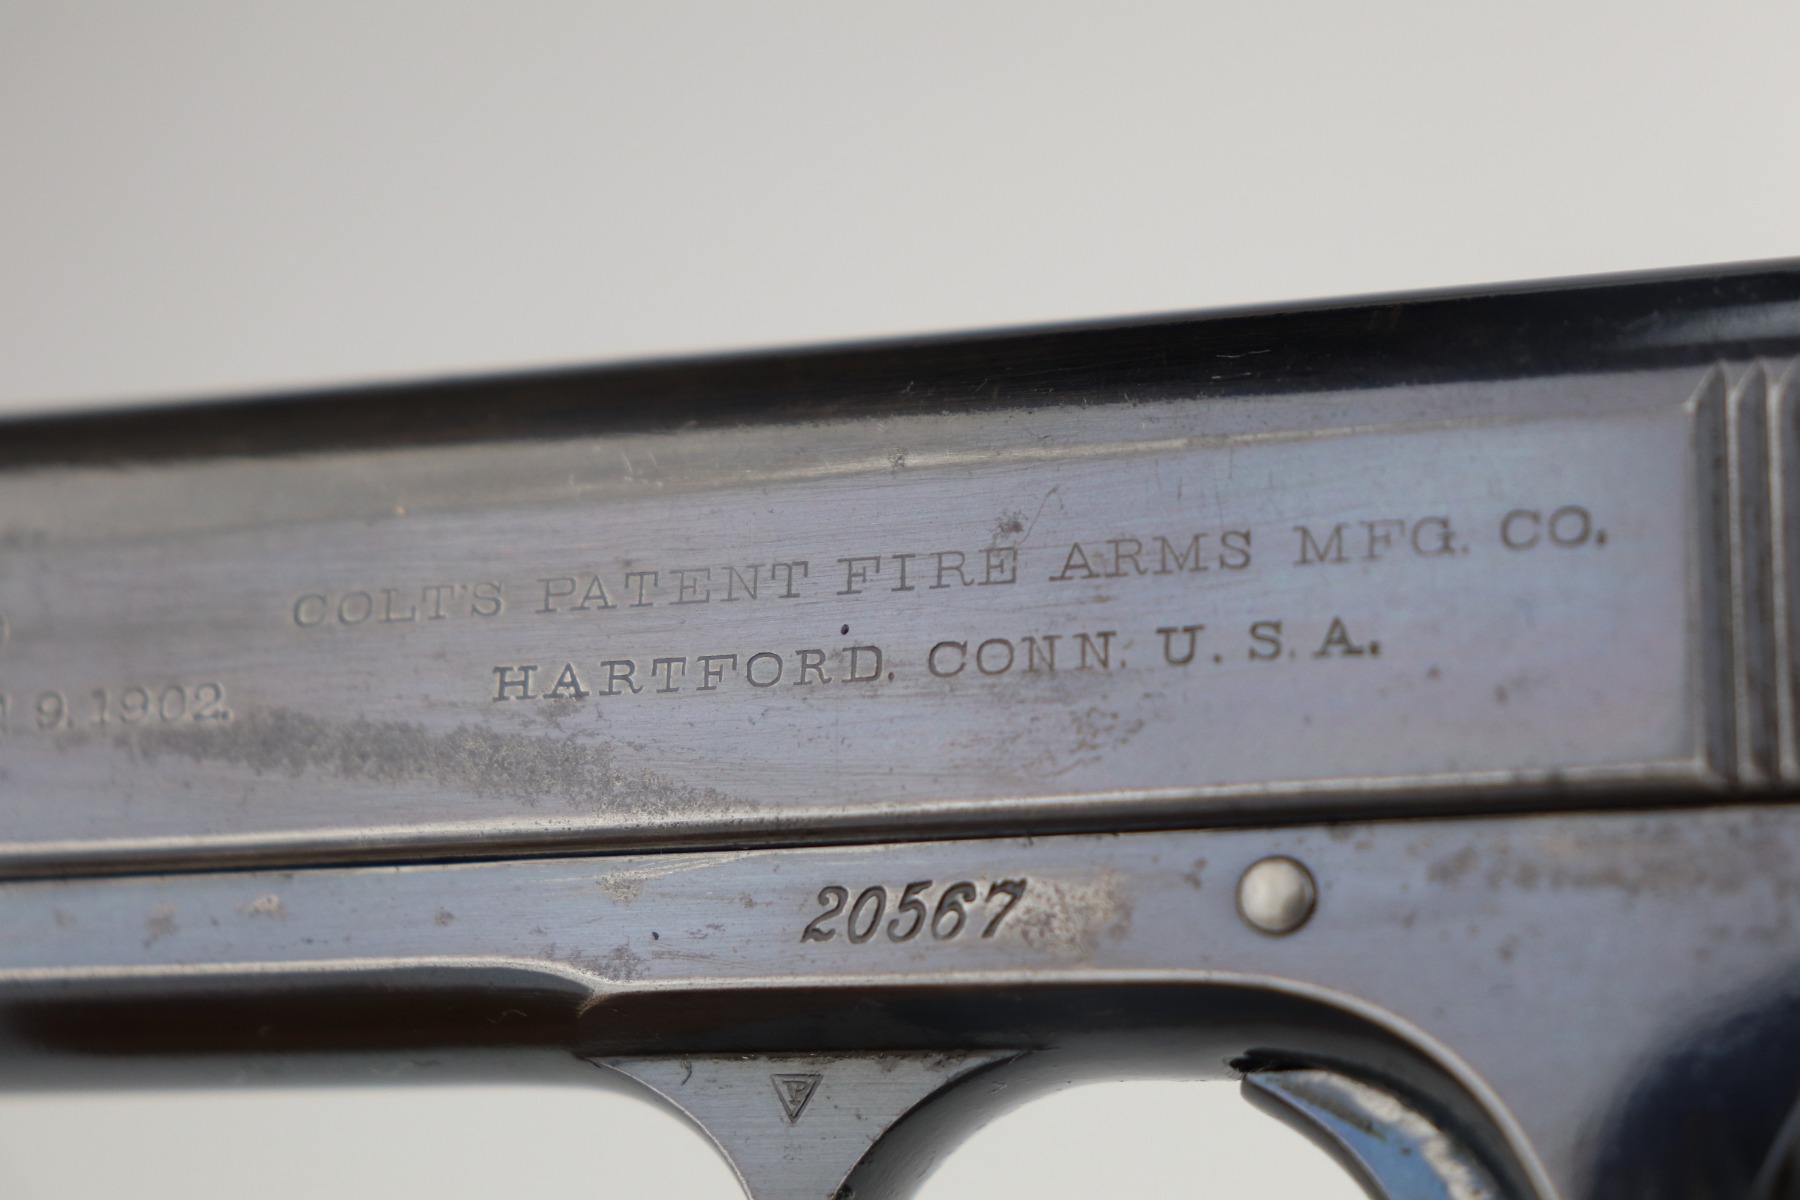 COLT'S PATENT FIRE ARMS MFG. CO.
9, 1902.
HARTFORD, CONN. U.S.A.
20567
P